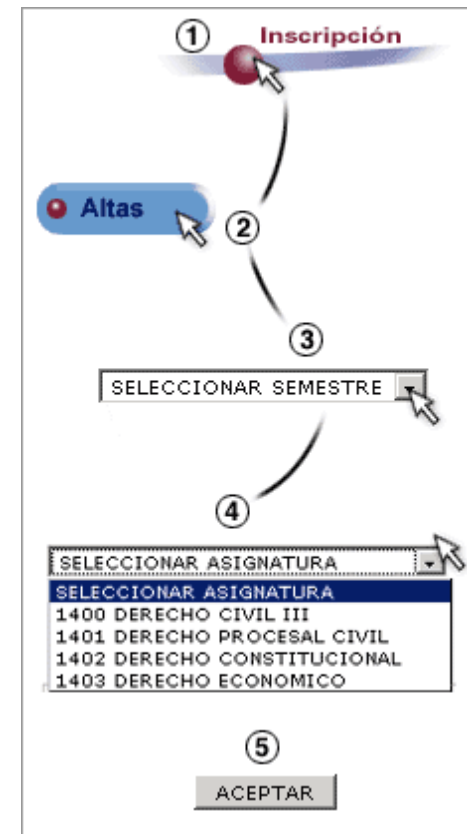 1 Inscripción
Altas
2
3
SELECCIONAR SEMESTRE
4
SELECCIONAR ASIGNATURA
SELECCIONAR ASIGNATURA
1400 DERECHO CIVIL III
1401 DERECHO PROCESAL CIVIL
1402 DERECHO CONSTITUCIONAL
1403 DERECHO ECONOMICO
5
ACEPTAR